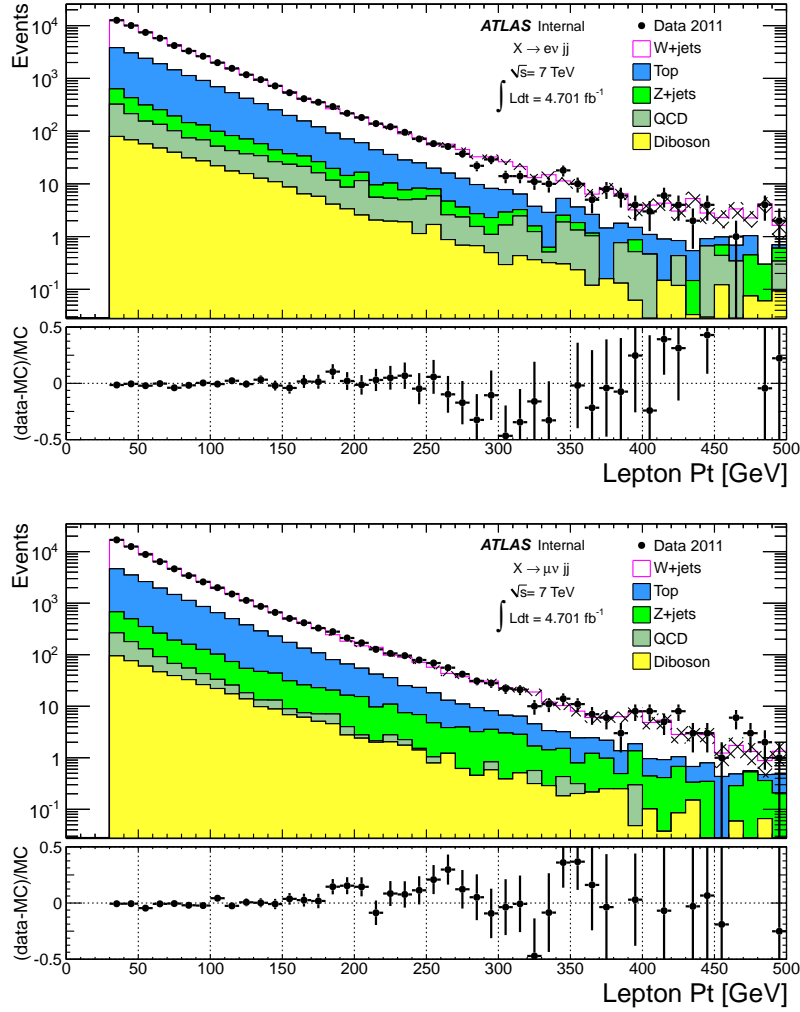 Events
10⁴
10³
10²
10
1
10⁻¹
ATLAS Internal
X → eν jj
√s= 7 TeV
∫ Ldt = 4.701 fb⁻¹
Data 2011
W+jets
Top
Z+jets
QCD
Diboson
(data-MC)/MC
0.5
0
-0.5
0 50 100 150 200 250 300 350 400 450 500
Lepton Pt [GeV]
Events
10⁴
10³
10²
10
1
10⁻¹
ATLAS Internal
X → μν jj
√s= 7 TeV
∫ Ldt = 4.701 fb⁻¹
Data 2011
W+jets
Top
Z+jets
QCD
Diboson
(data-MC)/MC
0.5
0
-0.5
0 50 100 150 200 250 300 350 400 450 500
Lepton Pt [GeV]